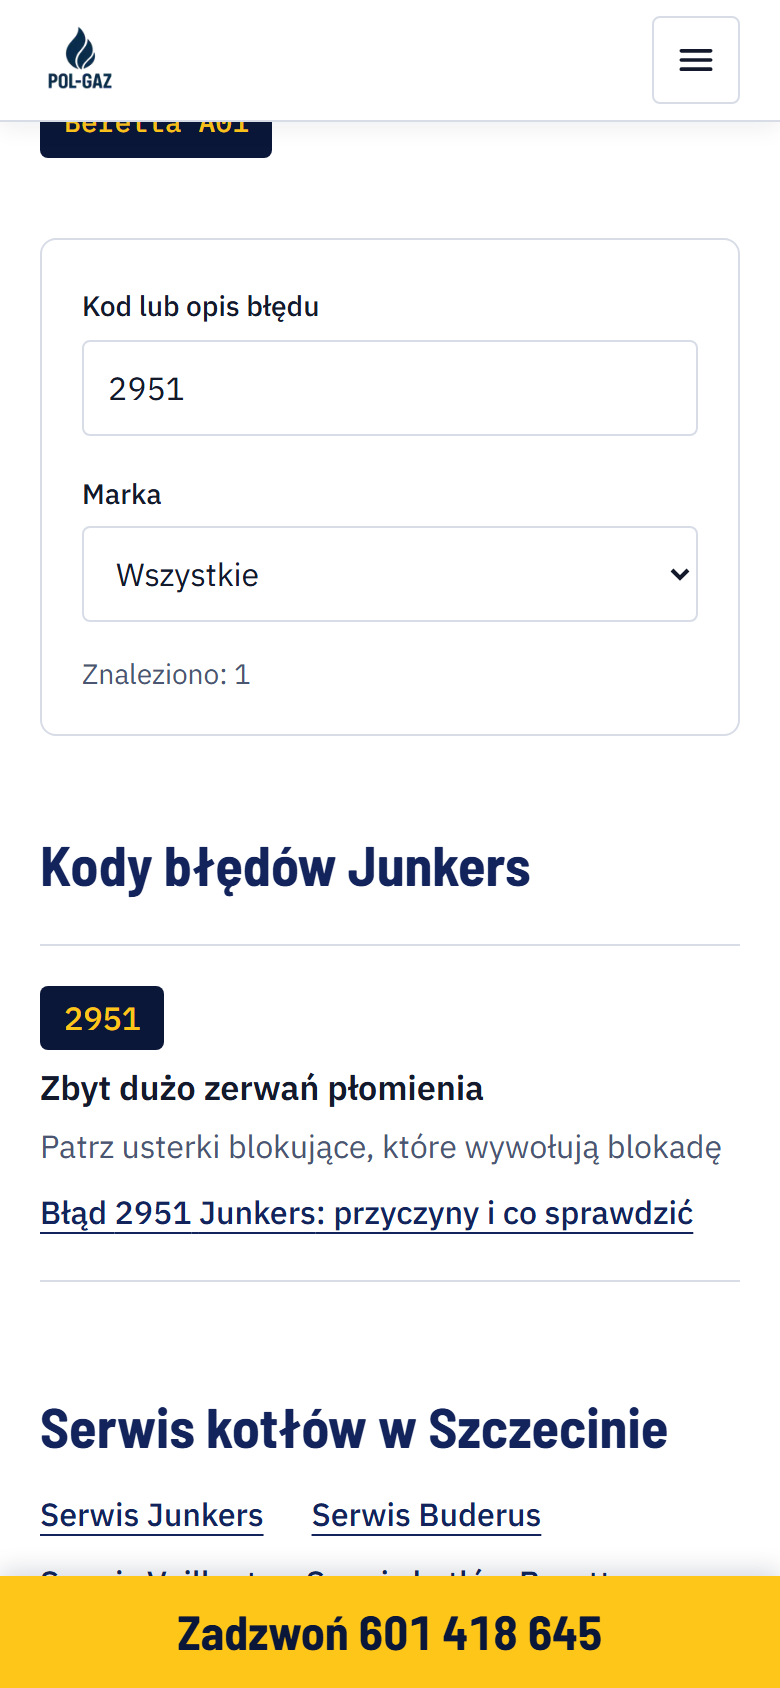 POL-GAZ
Beretta A01
Kod lub opis błędu
2951
Marka
Wszystkie
Znaleziono: 1
Kody błędów Junkers
2951
Zbyt dużo zerwań płomienia
Patrz usterki blokujące, które wywołują blokadę
Błąd 2951 Junkers: przyczyny i co sprawdzić
Serwis kotłów w Szczecinie
Serwis Junkers Serwis Buderus
Zadzwoń 601 418 645